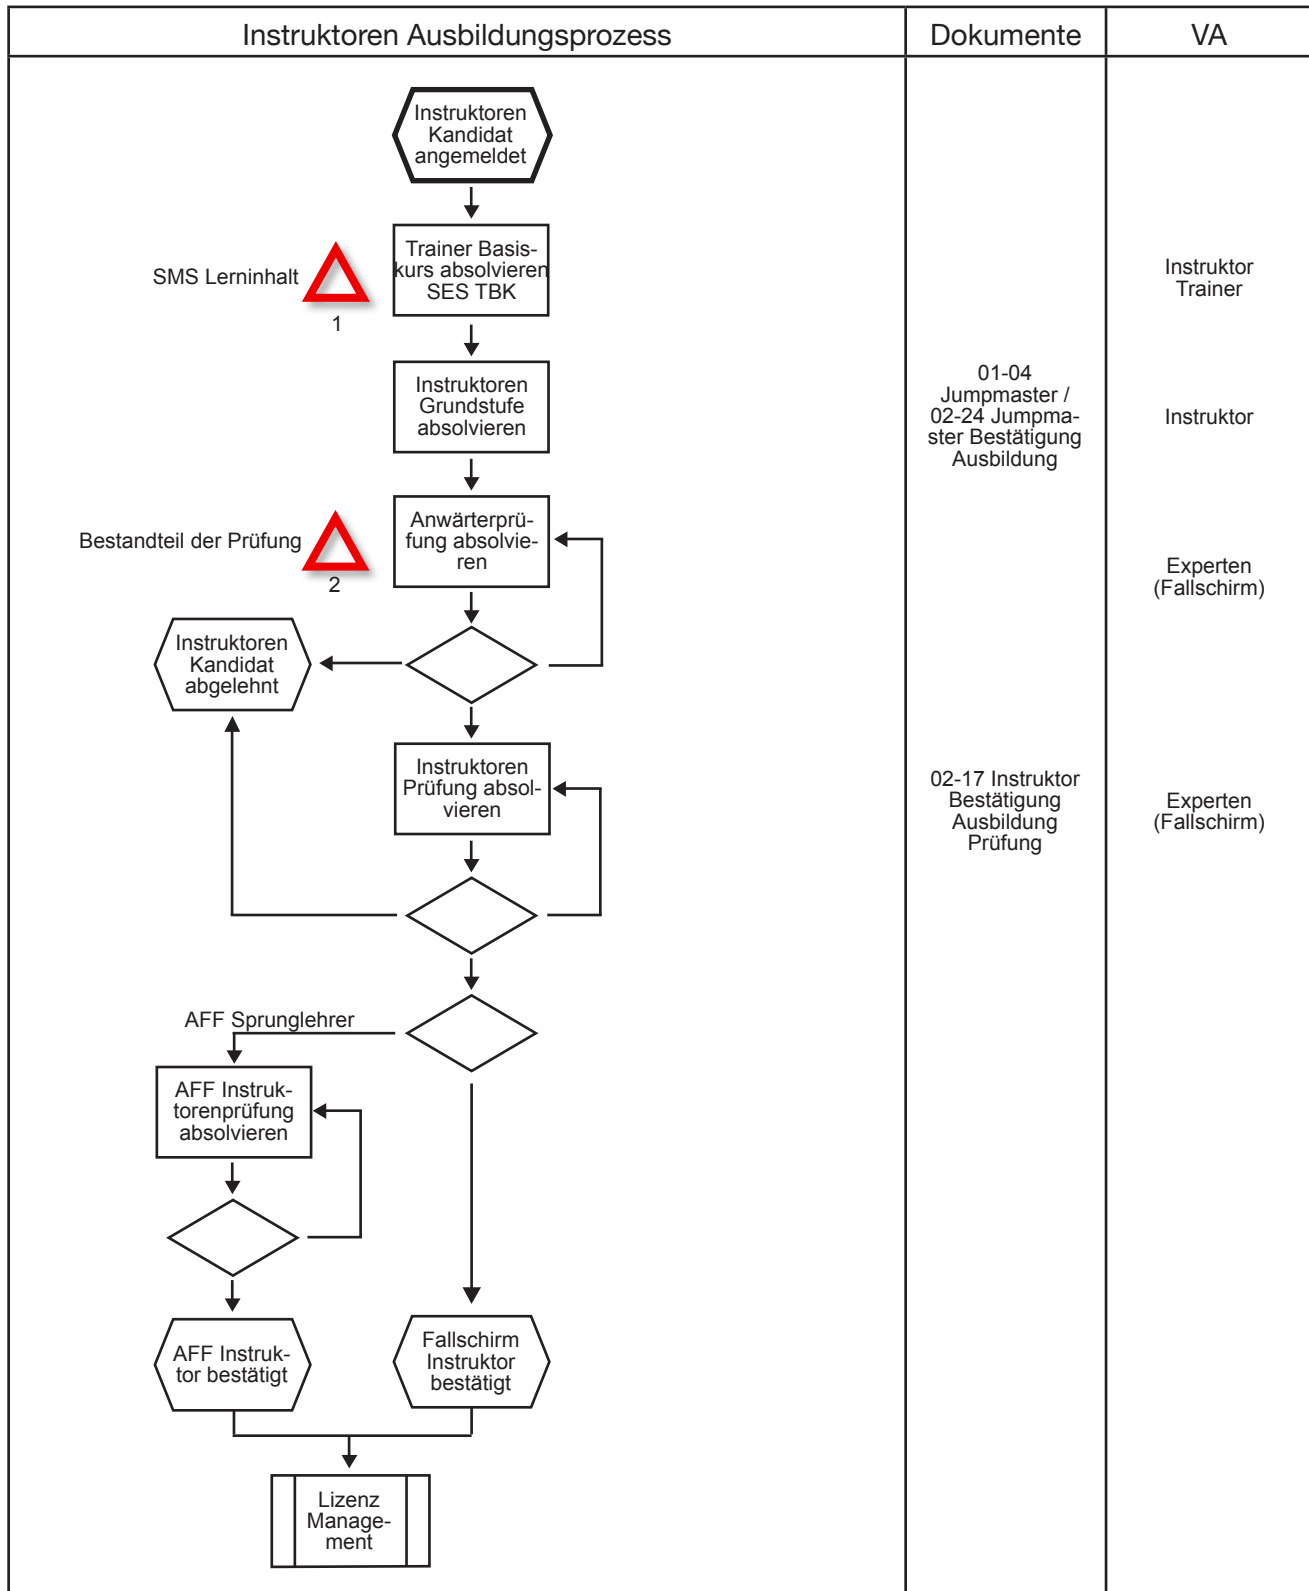 Instruktoren Ausbildungsprozess
Dokumente
VA
Instruktoren
Kandidat
angemeldet
SMS Lerninhalt
1
Trainer Basis-
kurs absolvieren
SES TBK
Instruktor
Trainer
Instruktoren
Grundstufe
absolvieren
01-04
Jumpmaster /
02-24 Jumpma-
ster Bestätigung
Ausbildung
Instruktor
Bestandteil der Prüfung
2
Anwärterprü-
fung absolvie-
ren
Experten
(Fallschirm)
Instruktoren
Kandidat
abgelehnt
Instruktoren
Prüfung absol-
vieren
02-17 Instruktor
Bestätigung
Ausbildung
Prüfung
Experten
(Fallschirm)
AFF Sprunglehrer
AFF Instruk-
torenprüfung
absolvieren
AFF Instruk-
tor bestätigt
Fallschirm
Instruktor
bestätigt
Lizenz
Manage-
ment